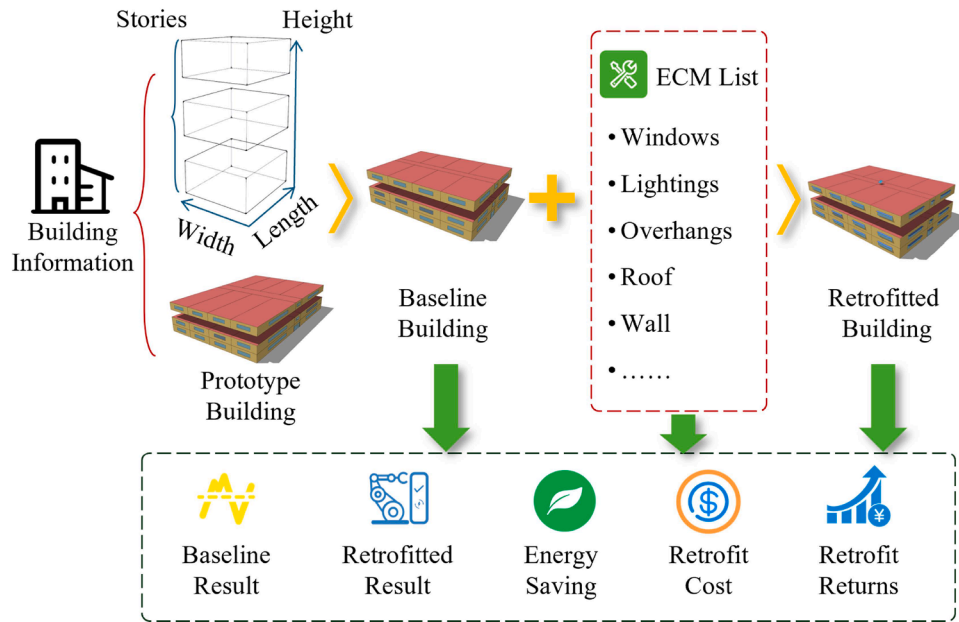 Stories
Height
Width
Length
Building
Information
Prototype
Building
Baseline
Building
ECM List
• Windows
• Lightings
• Overhangs
• Roof
• Wall
• ……
Retrofitted
Building
Baseline
Result
Retrofitted
Result
Energy
Saving
$
Retrofit
Cost
¥
Retrofit
Returns